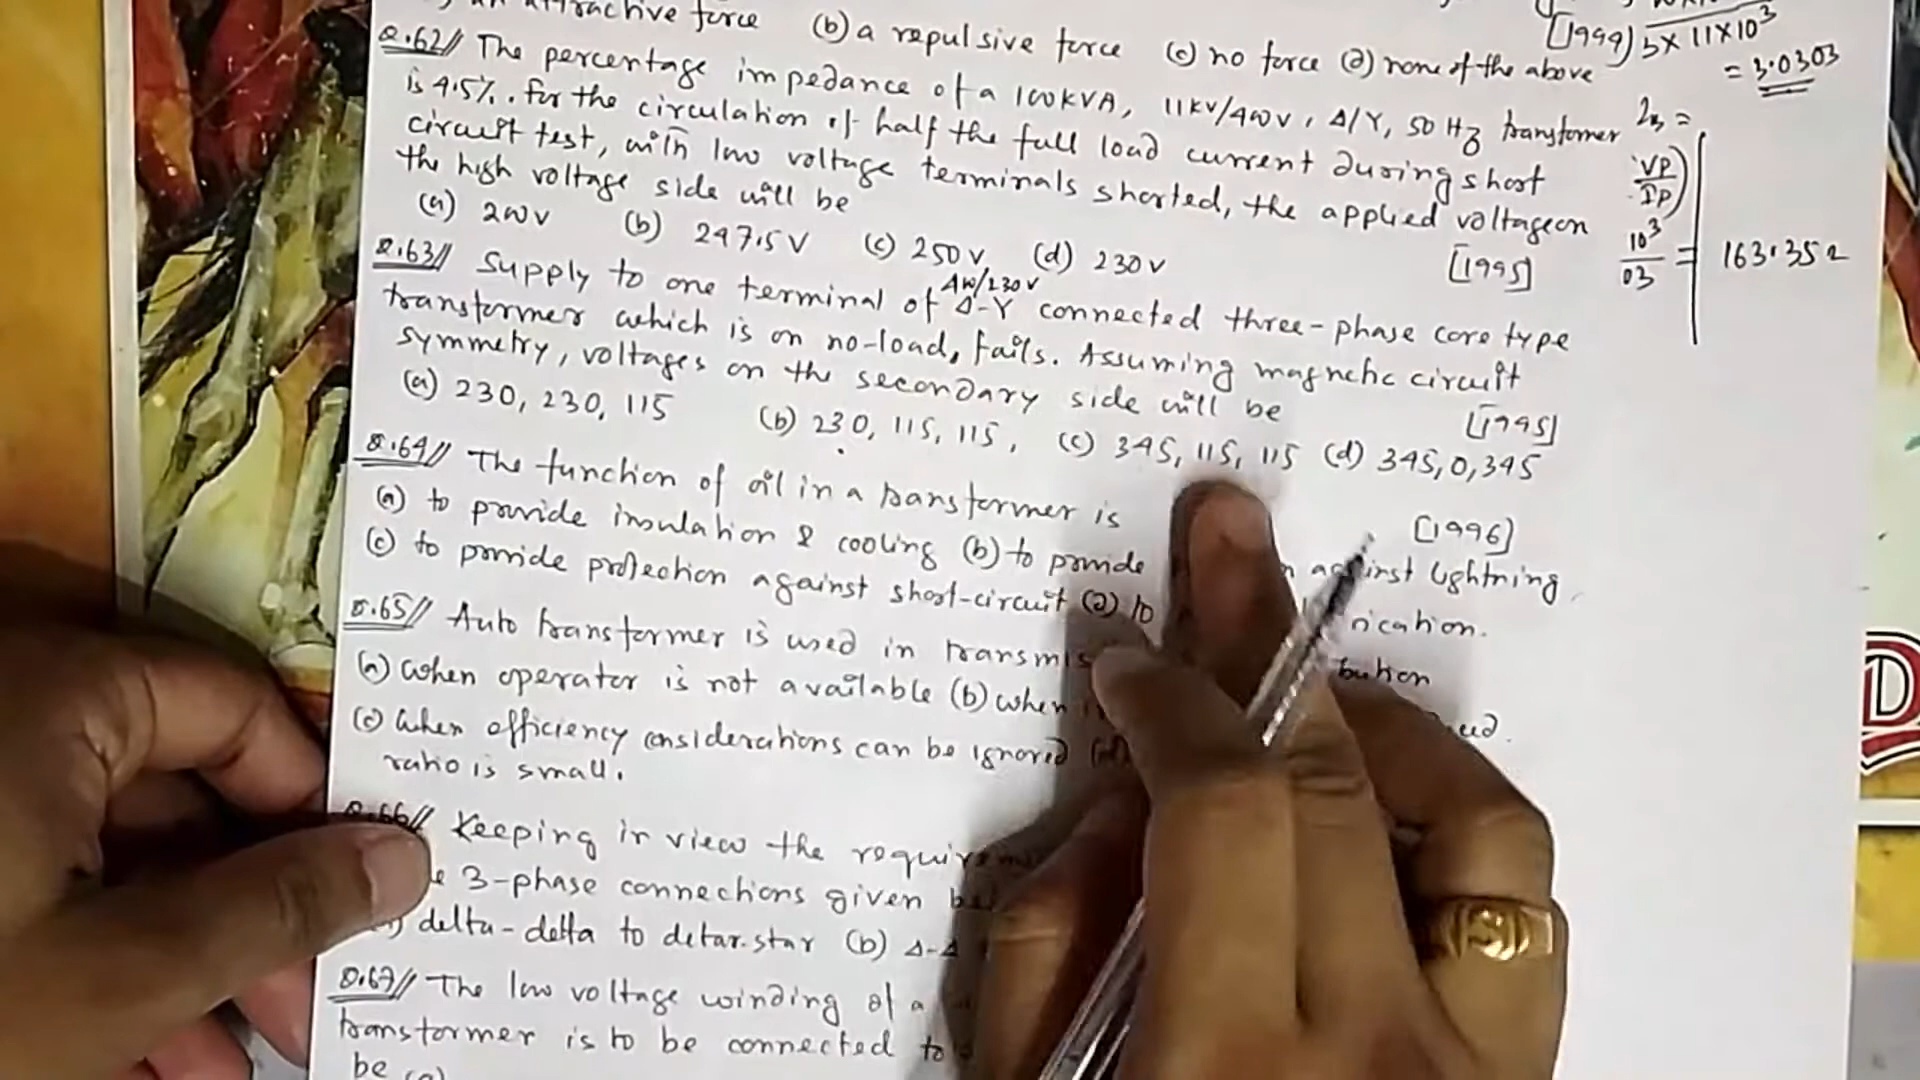 an attractive force (b) a repulsive force (c) no force (d) none of the above [1999]
Q.62// The percentage impedance of a 100kVA, 11kv/400v, Δ/Y, 50 Hz transformer
is 4.5%. For the circulation of half the full load current during short
circuit test, with low voltage terminals shorted, the applied voltage on
the high voltage side will be
(a) 200v (b) 247.5v (c) 250v (d) 230v [1995]
400/230v
Q.63// Supply to one terminal of Δ-Y connected three-phase core type
transformer which is on no-load, fails. Assuming magnetic circuit
symmetry, voltages on the secondary side will be [1995]
(a) 230, 230, 115 (b) 230, 115, 115, (c) 345, 115, 115 (d) 345, 0, 345
Q.64// The function of oil in a transformer is [1996]
(a) to provide insulation & cooling (b) to provide against lightning
(c) to provide protection against short-circuit (d) to
Q.65// Auto transformer is used in
(a) when operator is not available (b) when
(c) When efficiency considerations can be ignored
ratio is small.
Q.66// Keeping in view the
3-phase connections given
delta-delta to detar-star (b) Δ-Δ
Q.67// The low voltage winding of a
transformer is to be connected to
be (a)
5×11×10³
=3.0303
VP
IP
10³
03
= 163.35Ω